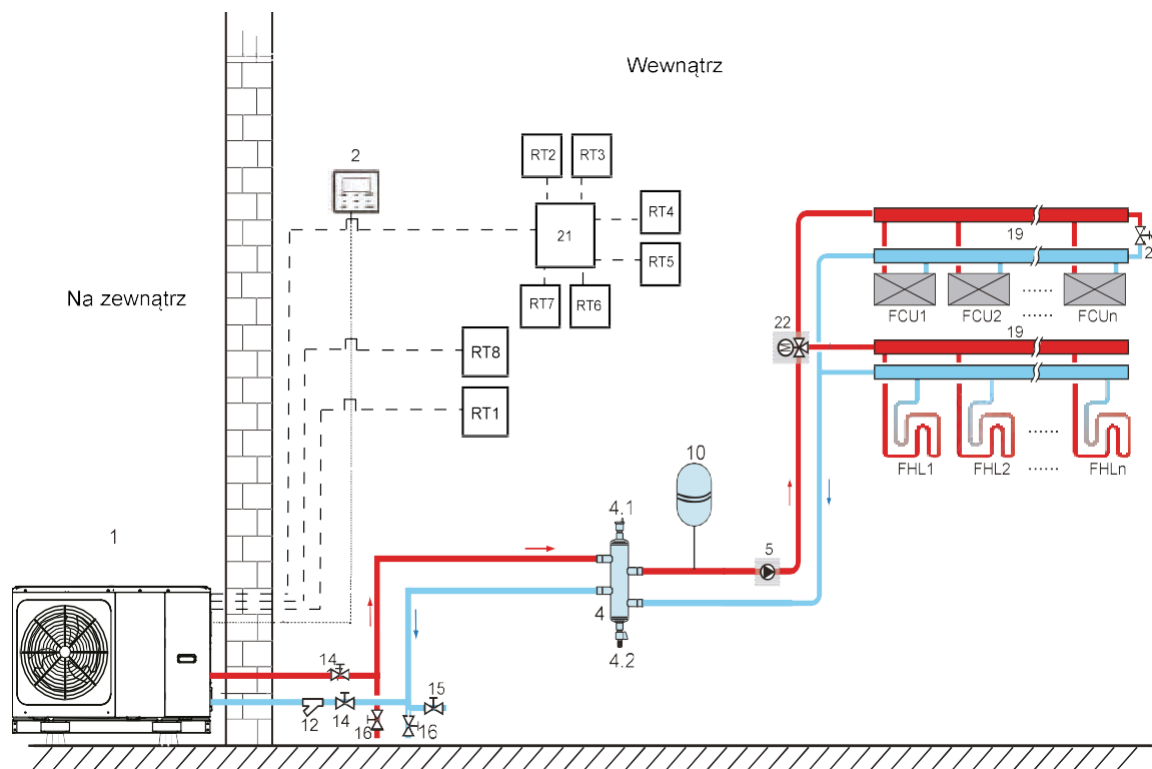 Wewnątrz
Na zewnątrz
2
RT2
RT3
RT4
21
RT5
RT7
RT6
RT8
RT1
19
2
FCU1
FCU2
......
......
FCUn
22
M
19
10
FHL1
FHL2
......
......
FHLn
4.1
5
4
4.2
1
14
12
14
15
16
16